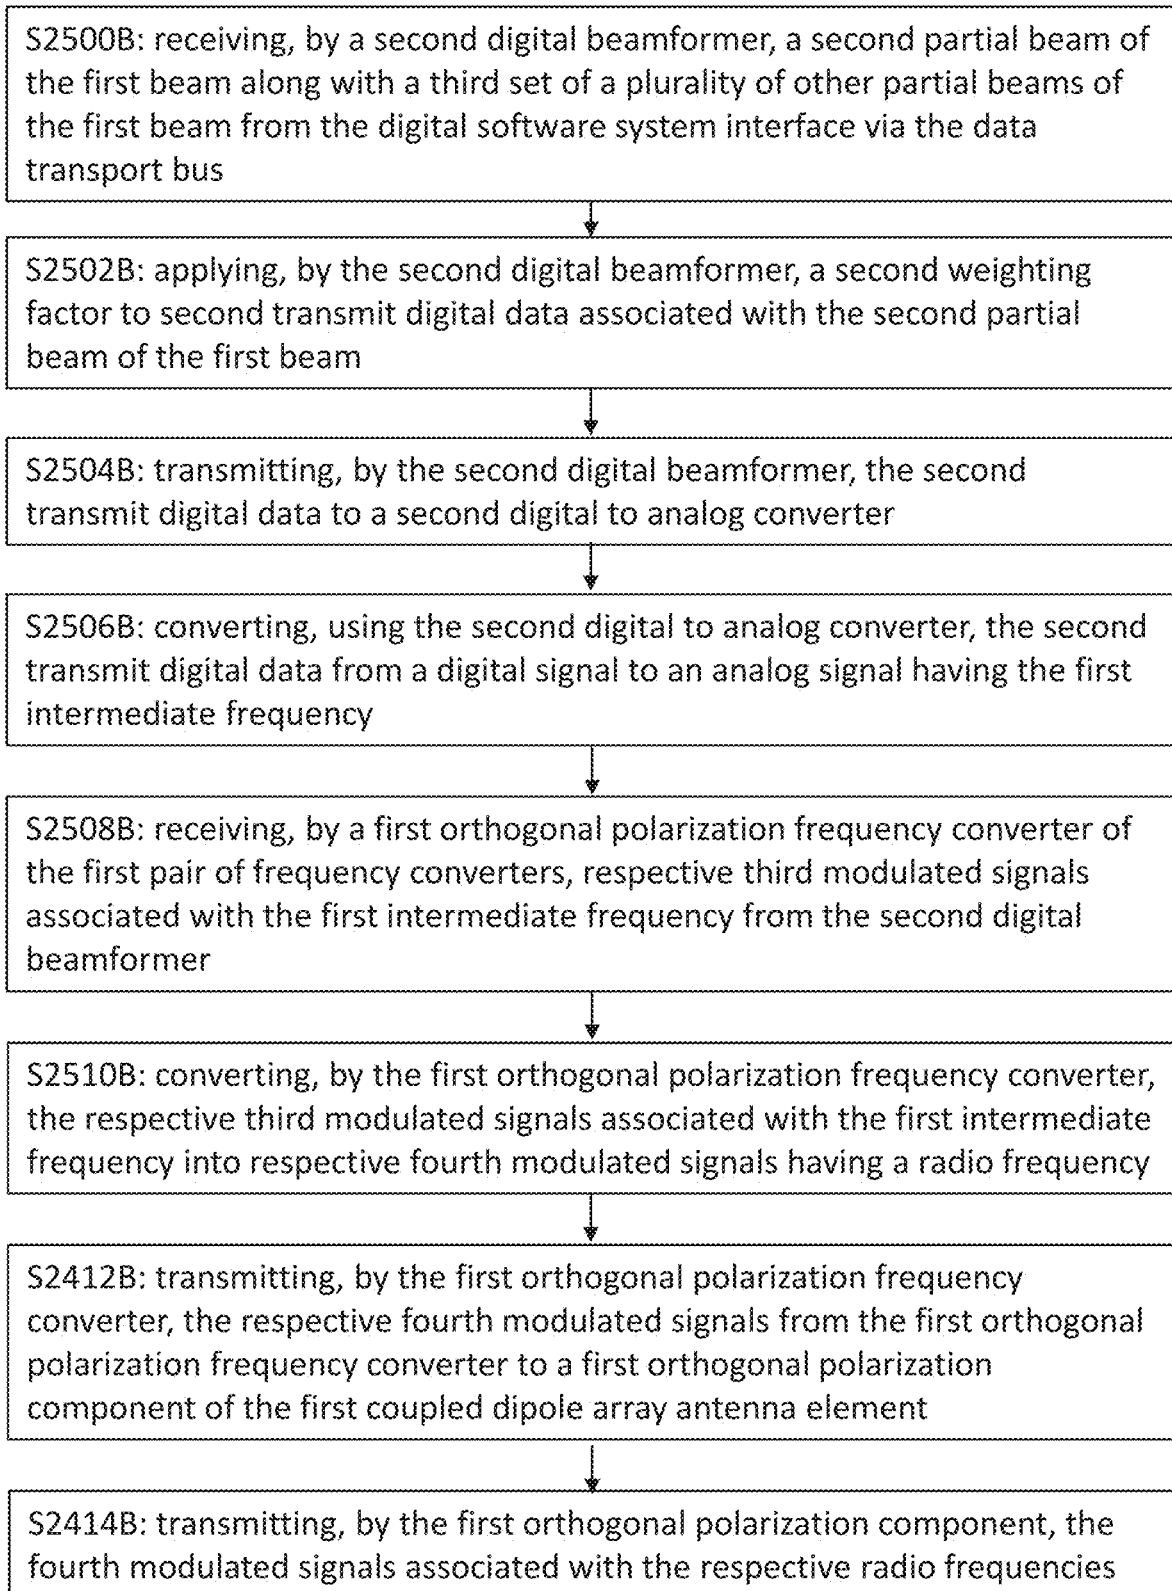 S2500B: receiving, by a second digital beamformer, a second partial beam of
the first beam along with a third set of a plurality of other partial beams of
the first beam from the digital software system interface via the data
transport bus
S2502B: applying, by the second digital beamformer, a second weighting
factor to second transmit digital data associated with the second partial
beam of the first beam
S2504B: transmitting, by the second digital beamformer, the second
transmit digital data to a second digital to analog converter
S2506B: converting, using the second digital to analog converter, the second
transmit digital data from a digital signal to an analog signal having the first
intermediate frequency
S2508B: receiving, by a first orthogonal polarization frequency converter of
the first pair of frequency converters, respective third modulated signals
associated with the first intermediate frequency from the second digital
beamformer
S2510B: converting, by the first orthogonal polarization frequency converter,
the respective third modulated signals associated with the first intermediate
frequency into respective fourth modulated signals having a radio frequency
S2412B: transmitting, by the first orthogonal polarization frequency
converter, the respective fourth modulated signals from the first orthogonal
polarization frequency converter to a first orthogonal polarization
component of the first coupled dipole array antenna element
S2414B: transmitting, by the first orthogonal polarization component, the
fourth modulated signals associated with the respective radio frequencies